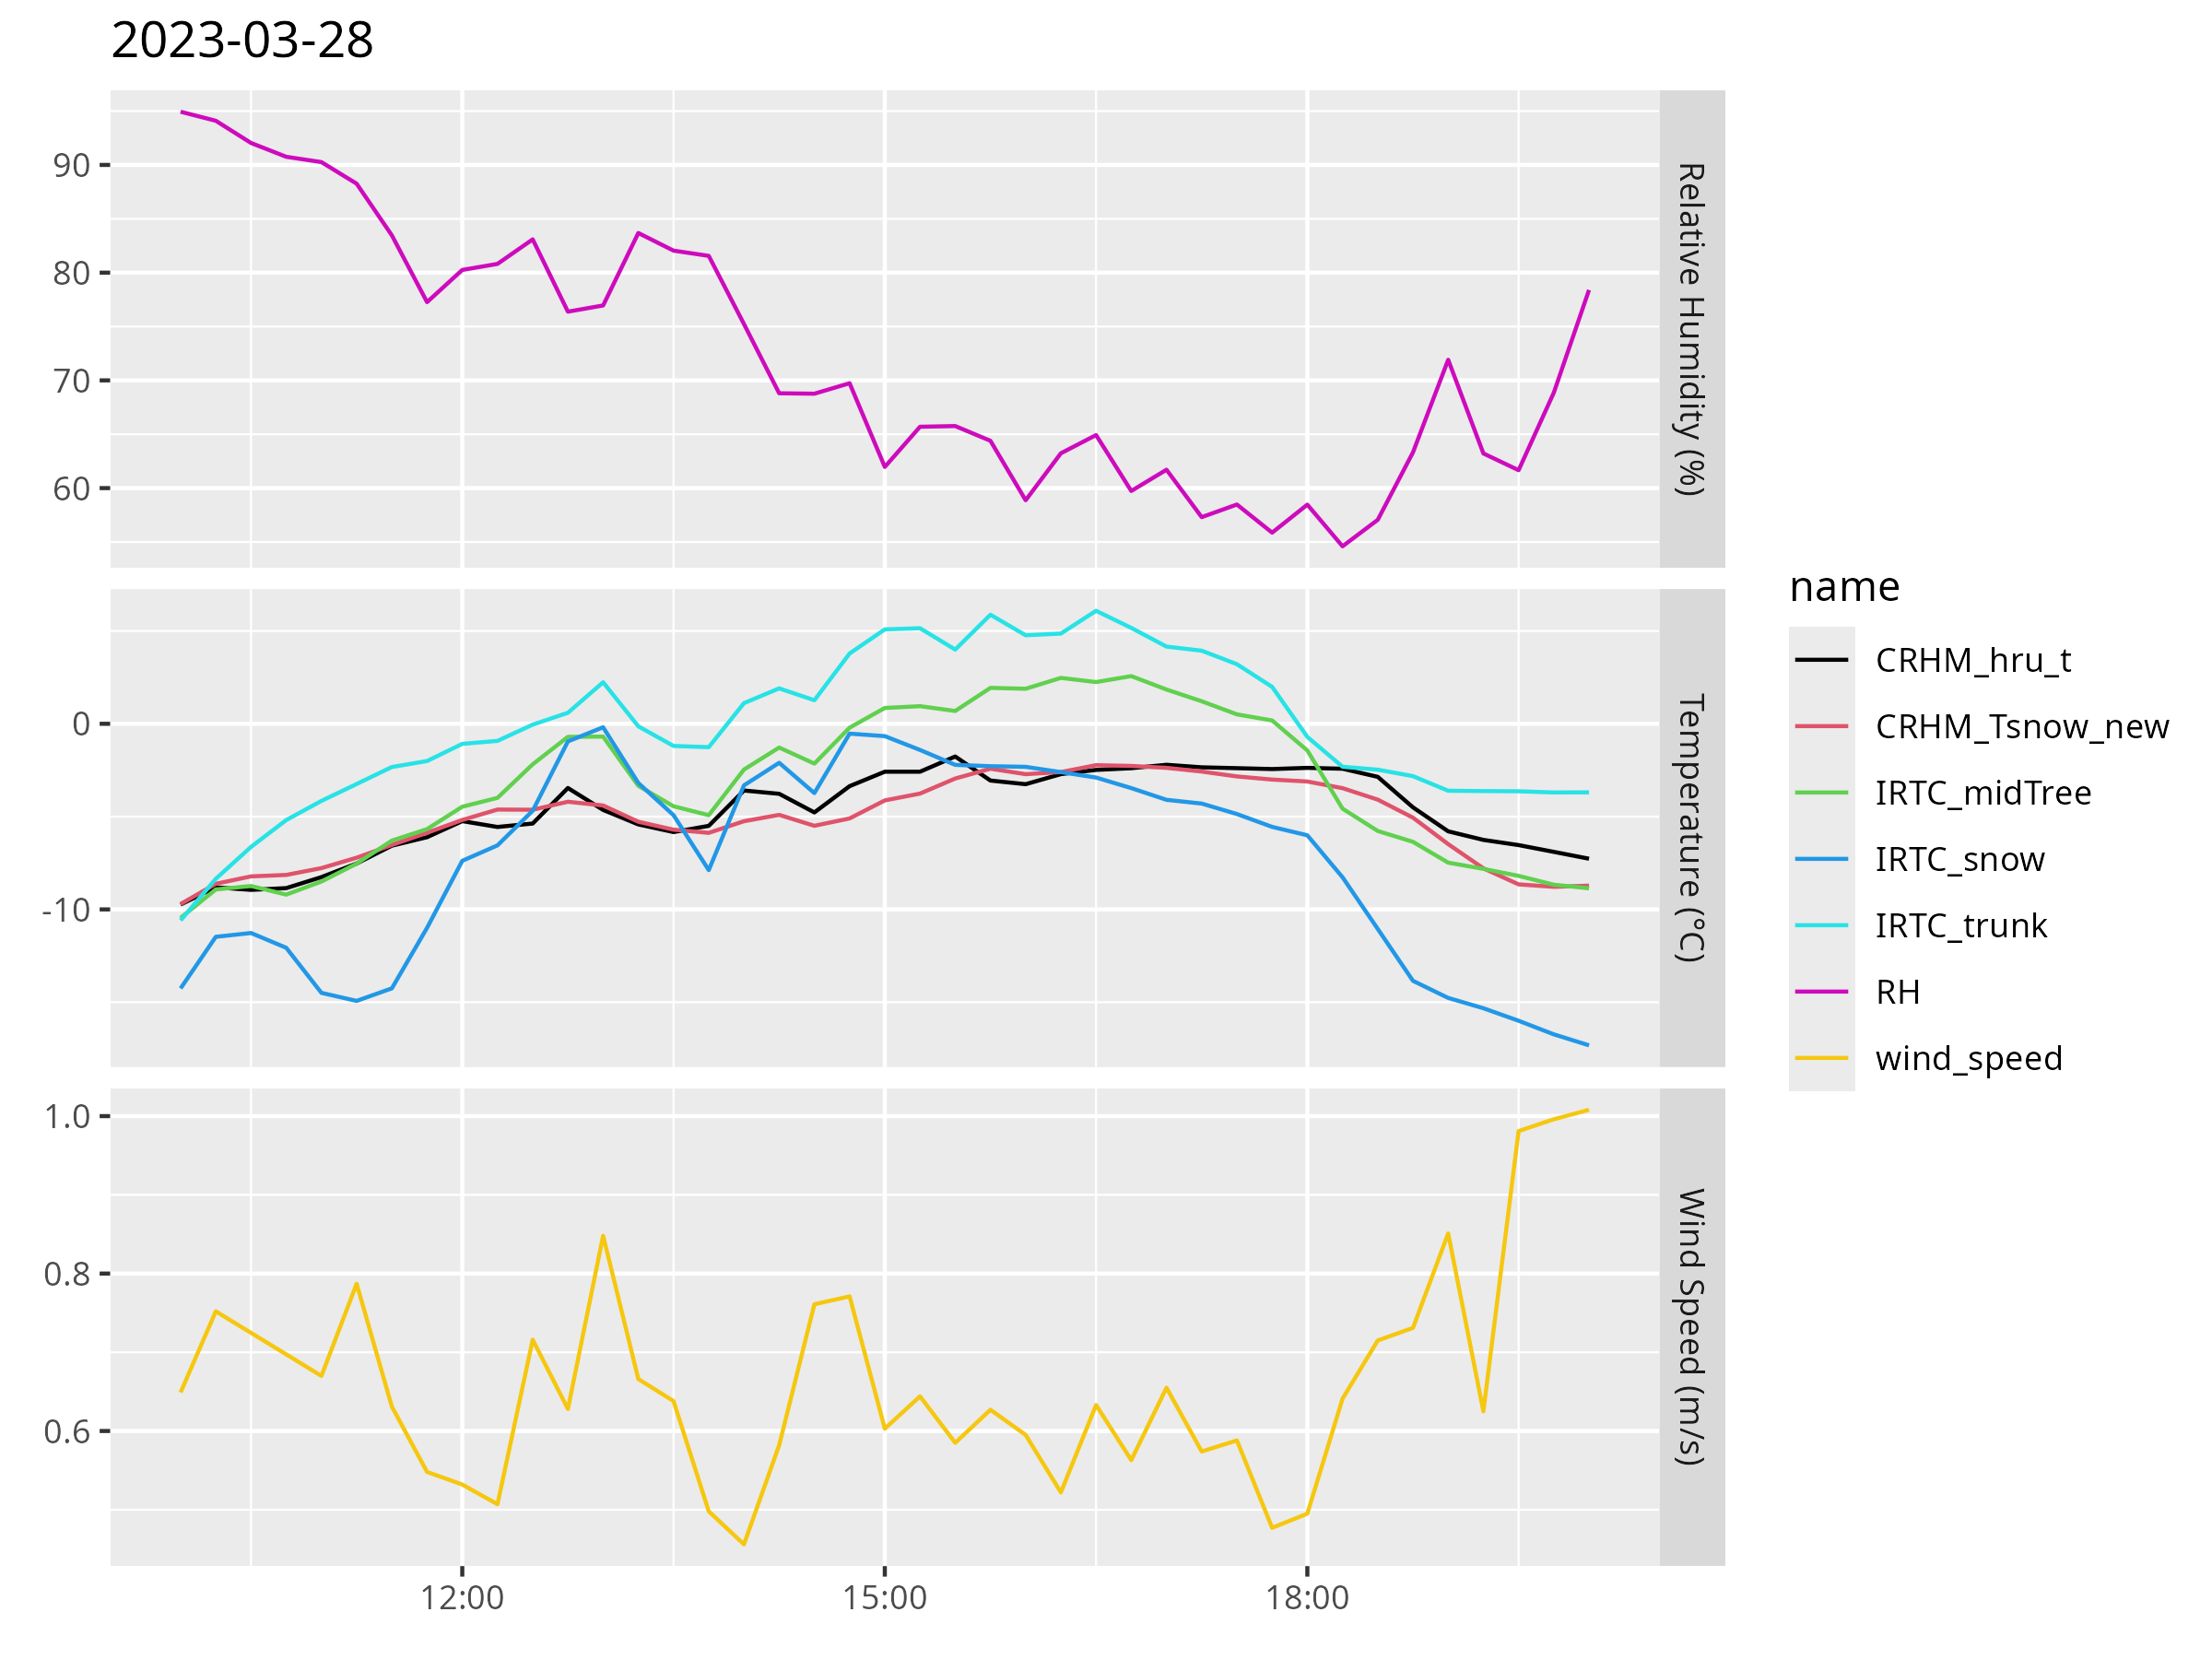 2023-03-28
90
80
70
60
Relative Humidity (%)
0
-10
Temperature (°C)
1.0
0.8
0.6
Wind Speed (m/s)
12:00
15:00
18:00
name
CRHM_hru_t
CRHM_Tsnow_new
IRTC_midTree
IRTC_snow
IRTC_trunk
RH
wind_speed